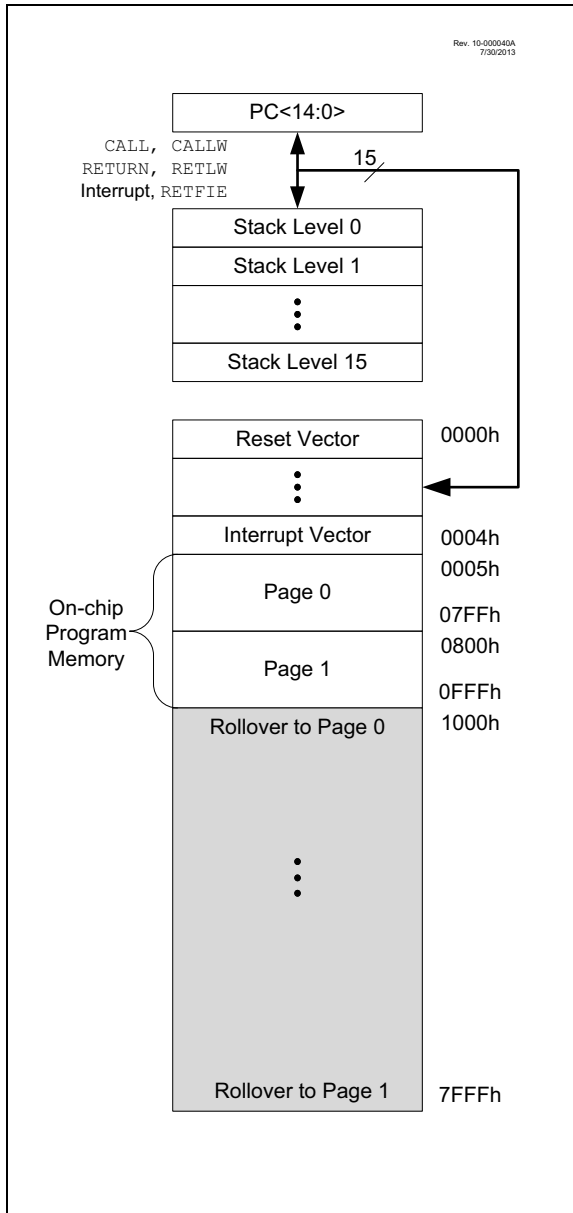 Rev. 10-000040A
7/30/2013
PC<14:0>
CALL, CALLW
RETURN, RETLW
Interrupt, RETFIE
15
Stack Level 0
Stack Level 1
Stack Level 15
Reset Vector
0000h
Interrupt Vector
0004h
0005h
Page 0
On-chip
Program
Memory
07FFh
0800h
Page 1
0FFFh
Rollover to Page 0
1000h
Rollover to Page 1
7FFFh